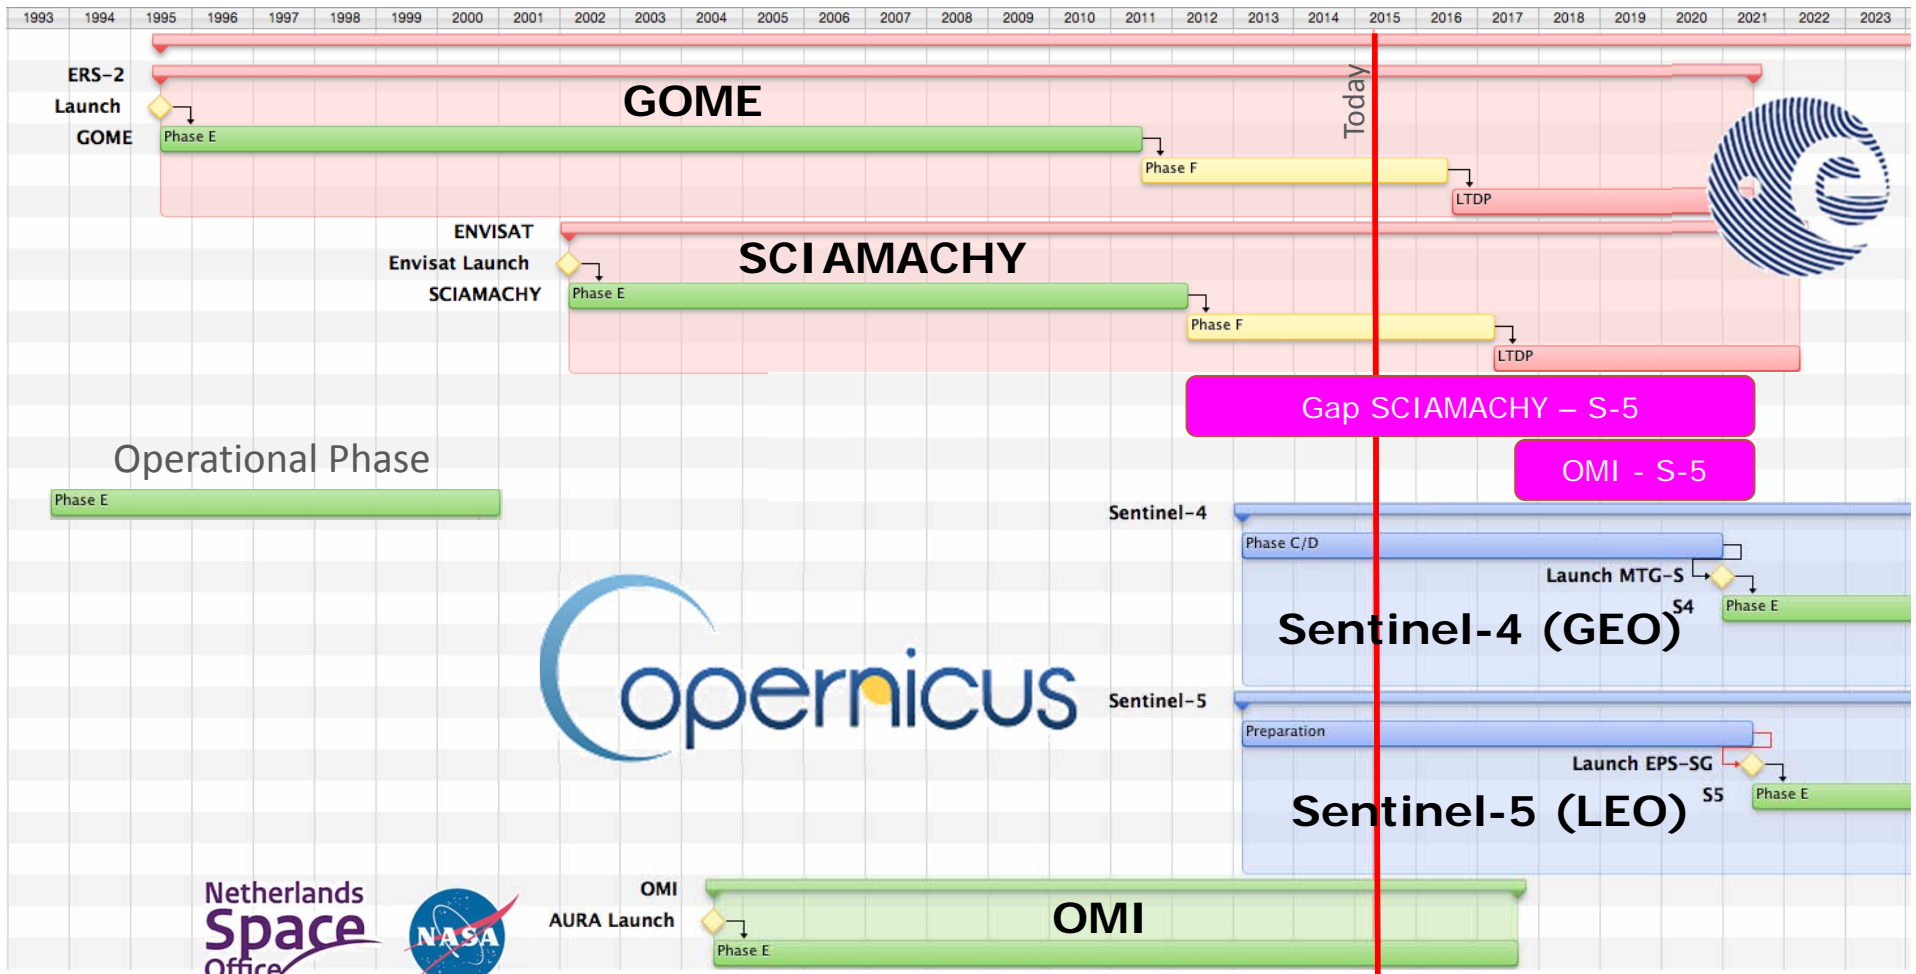 1993 1994 1995 1996 1997 1998 1999 2000 2001 2002 2003 2004 2005 2006 2007 2008 2009 2010 2011 2012 2013 2014 2015 2016 2017 2018 2019 2020 2021 2022 2023
Today
ERS-2
Launch
GOME
GOME
Phase E
Phase F
LTDP
ENVISAT
Envisat Launch
SCIAMACHY
SCIAMACHY
Phase E
Phase F
LTDP
Gap SCIAMACHY – S-5
OMI - S-5
Operational Phase
Phase E
Sentinel-4
Phase C/D
Launch MTG-S
S4
Phase E
Sentinel-4 (GEO)
opernicus
Sentinel-5
Preparation
Launch EPS-SG
S5
Phase E
Sentinel-5 (LEO)
Netherlands
Space
Office
NASA
OMI
AURA Launch
OMI
Phase E
e